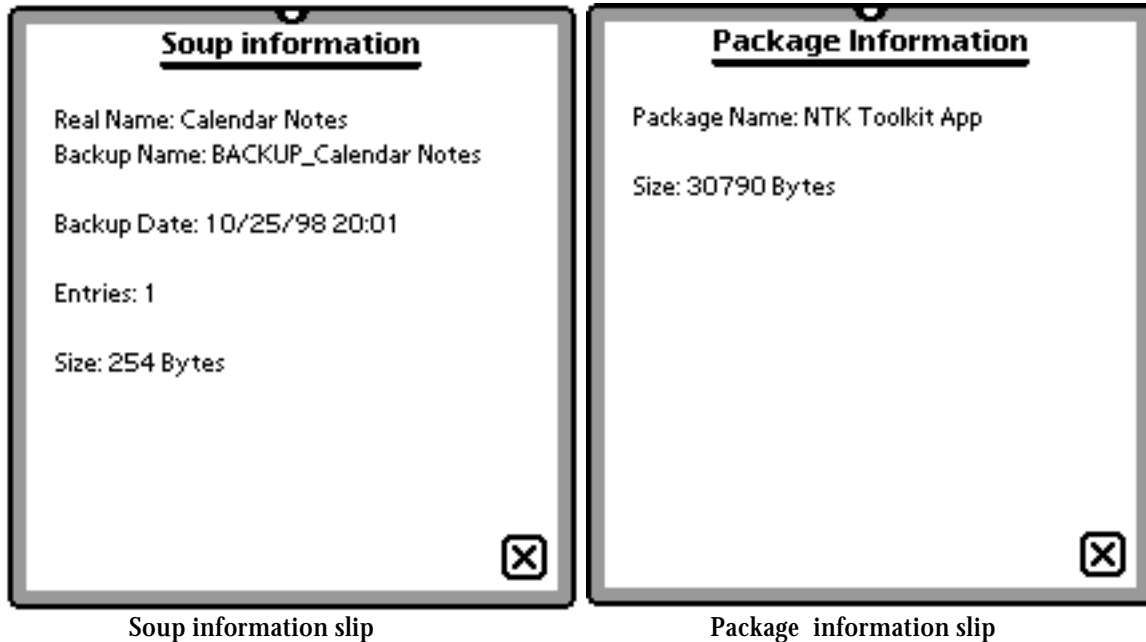 Soup information
Real Name: Calendar Notes
Backup Name: BACKUP_Calendar Notes
Backup Date: 10/25/98 20:01
Entries: 1
Size: 254 Bytes
Package Information
Package Name: NTK Toolkit App
Size: 30790 Bytes
Soup information slip
Package information slip